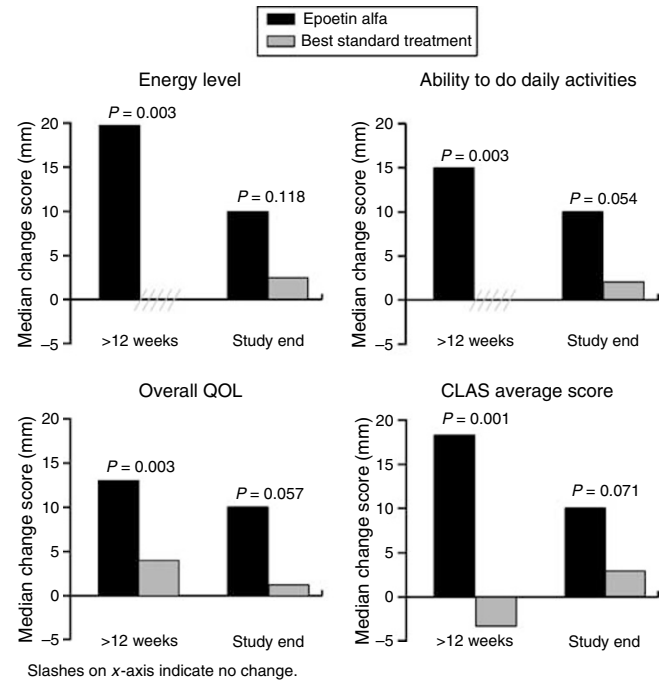 Epoetin alfa
Best standard treatment
Energy level
Median change score (mm)
20
15
10
5
0
–5
P = 0.003
P = 0.118
>12 weeks
Study end
Ability to do daily activities
Median change score (mm)
20
15
10
5
0
–5
P = 0.003
P = 0.054
>12 weeks
Study end
Overall QOL
Median change score (mm)
20
15
10
5
0
–5
P = 0.003
P = 0.057
>12 weeks
Study end
CLAS average score
Median change score (mm)
20
15
10
5
0
–5
P = 0.001
P = 0.071
>12 weeks
Study end
Slashes on x-axis indicate no change.